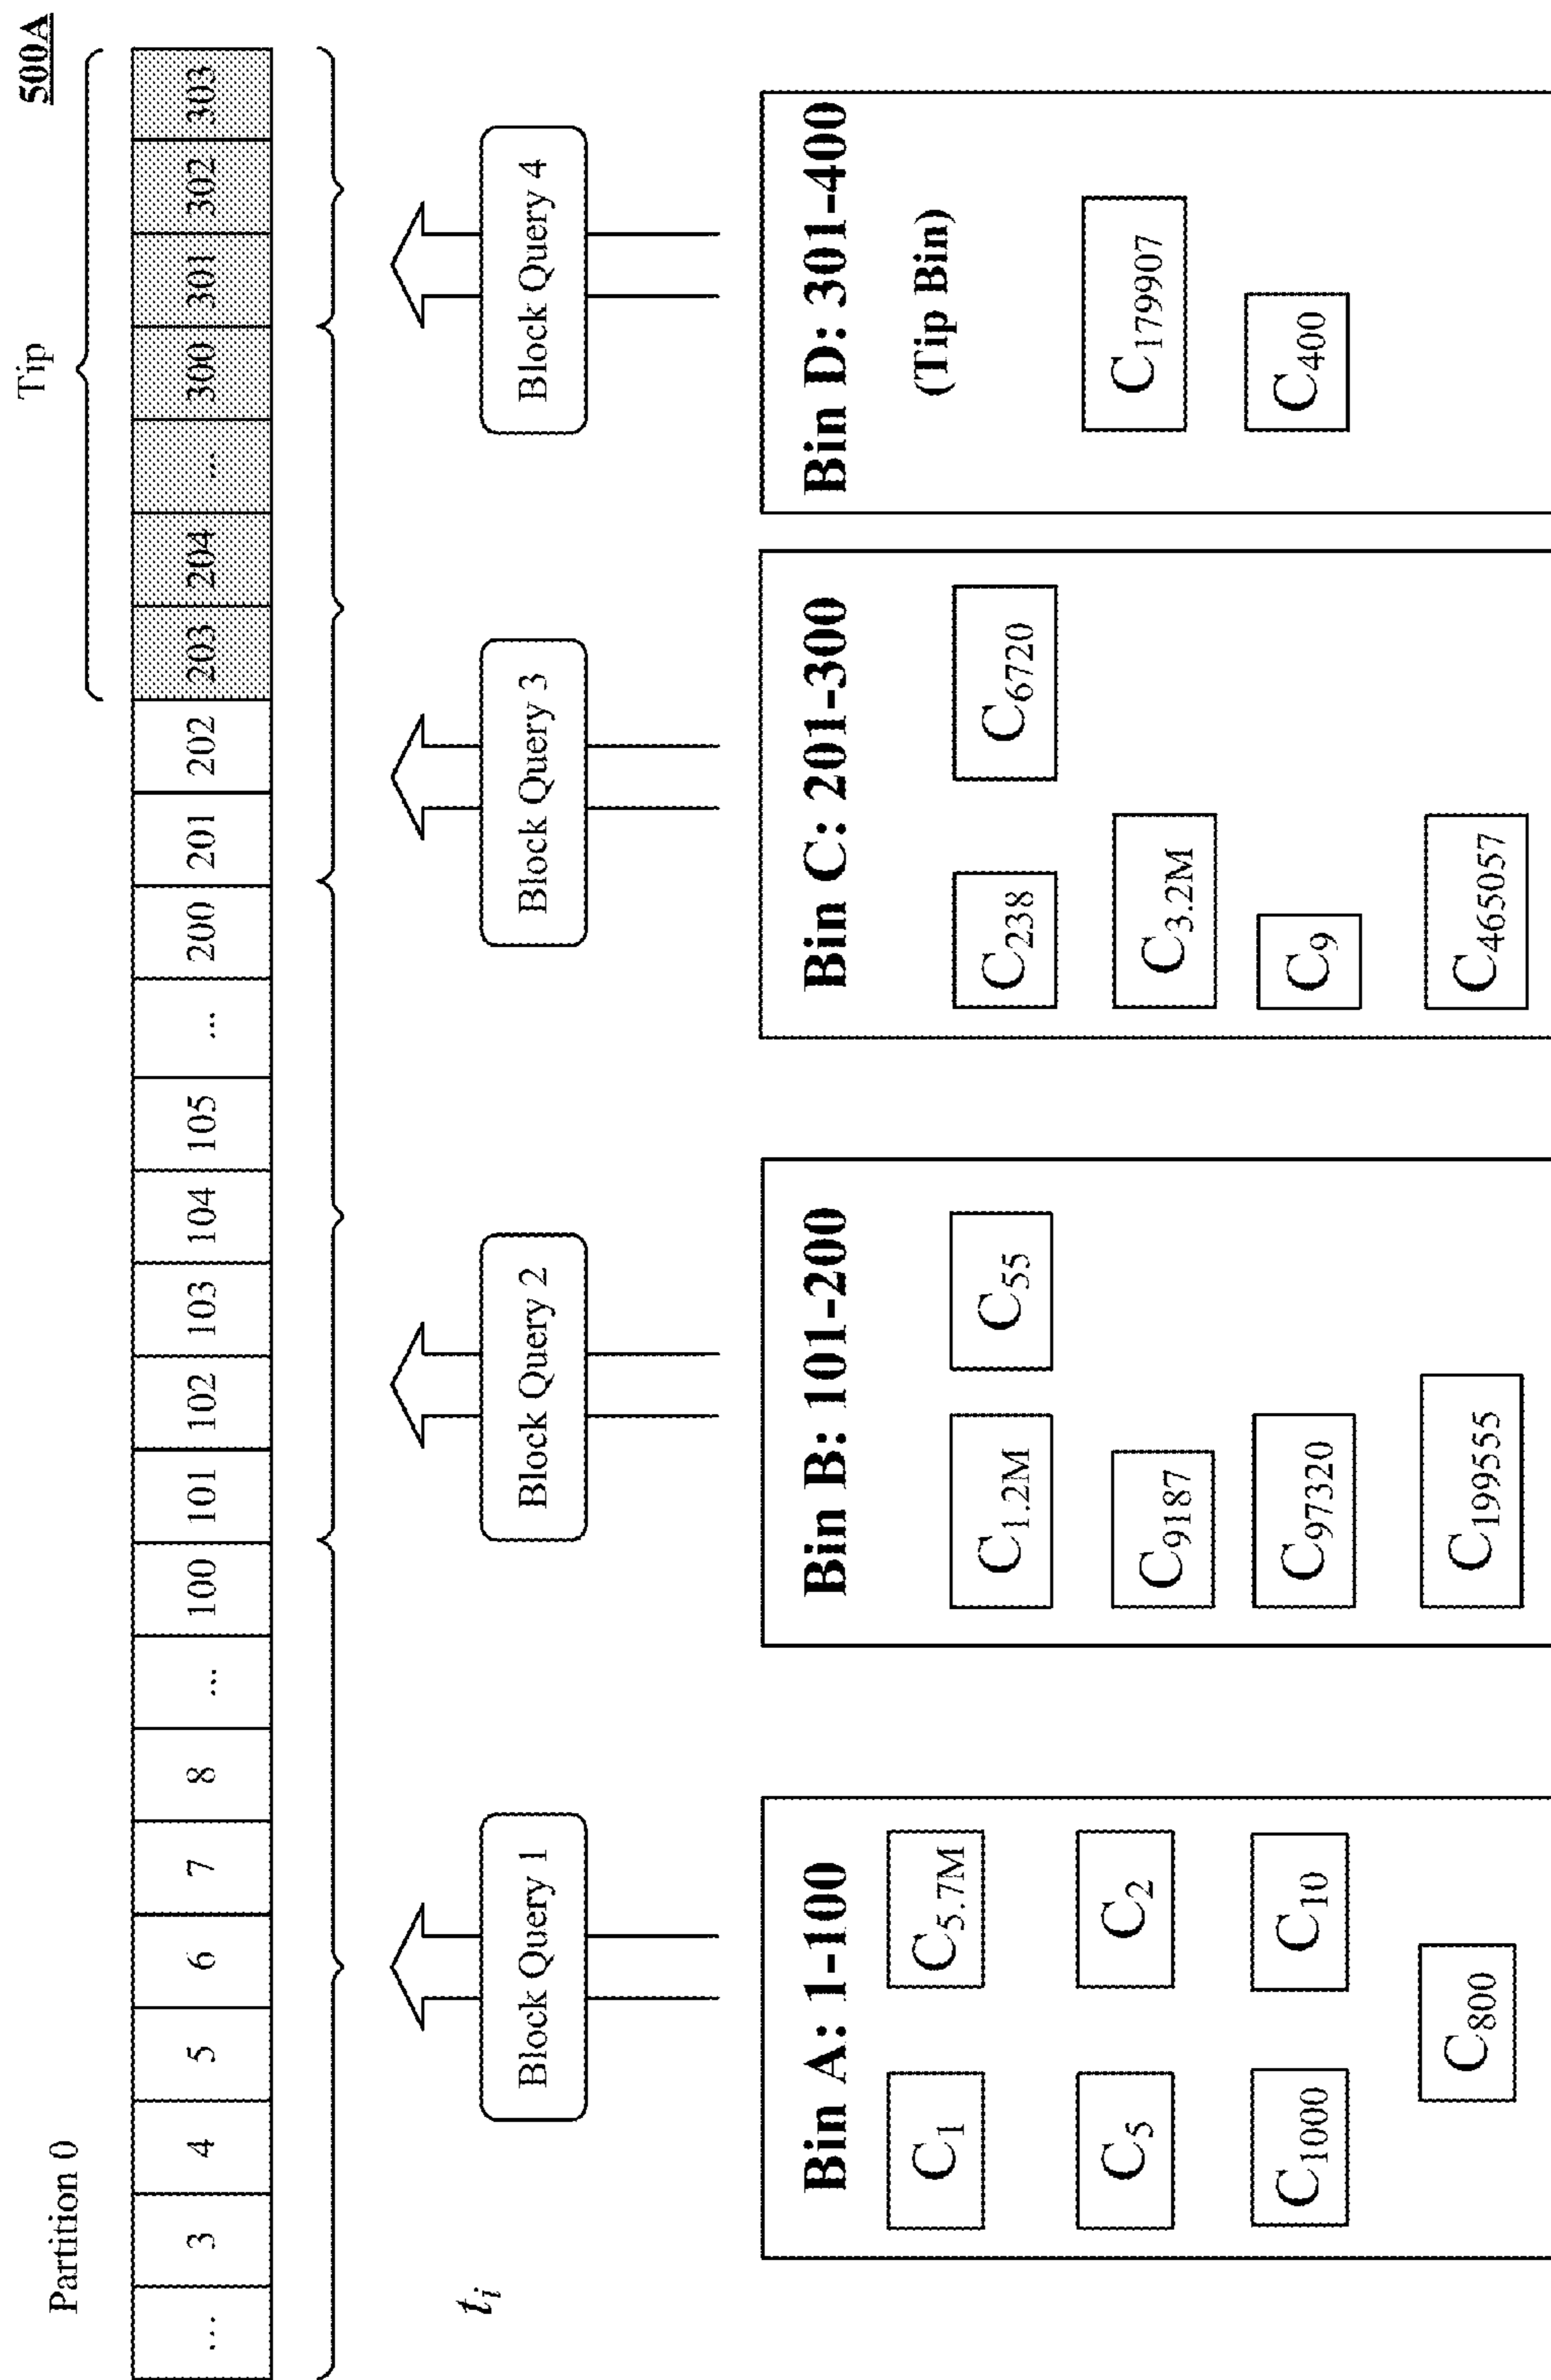 500A
Partition 0
Tip
... 3 4 5 6 7 8 ... 100 101 102 103 104 105 ... 200 201 202 203 204 ... 300 301 302 303
tᵢ
Block Query 1 Block Query 2 Block Query 3 Block Query 4
Bin A: 1-100
C₁ C₅.₇M
C₅ C₂
C₁₀₀₀ C₁₀
C₈₀₀
Bin B: 101-200
C₁.₂M C₅₅
C₉₁₈₇
C₉₇₃₂₀
C₁₉₉₅₅₅
Bin C: 201-300
C₂₃₈ C₆₇₂₀
C₃.₂M
C₉
C₄₆₅₀₅₇
Bin D: 301-400
(Tip Bin)
C₁₇₉₉₀₇
C₄₀₀